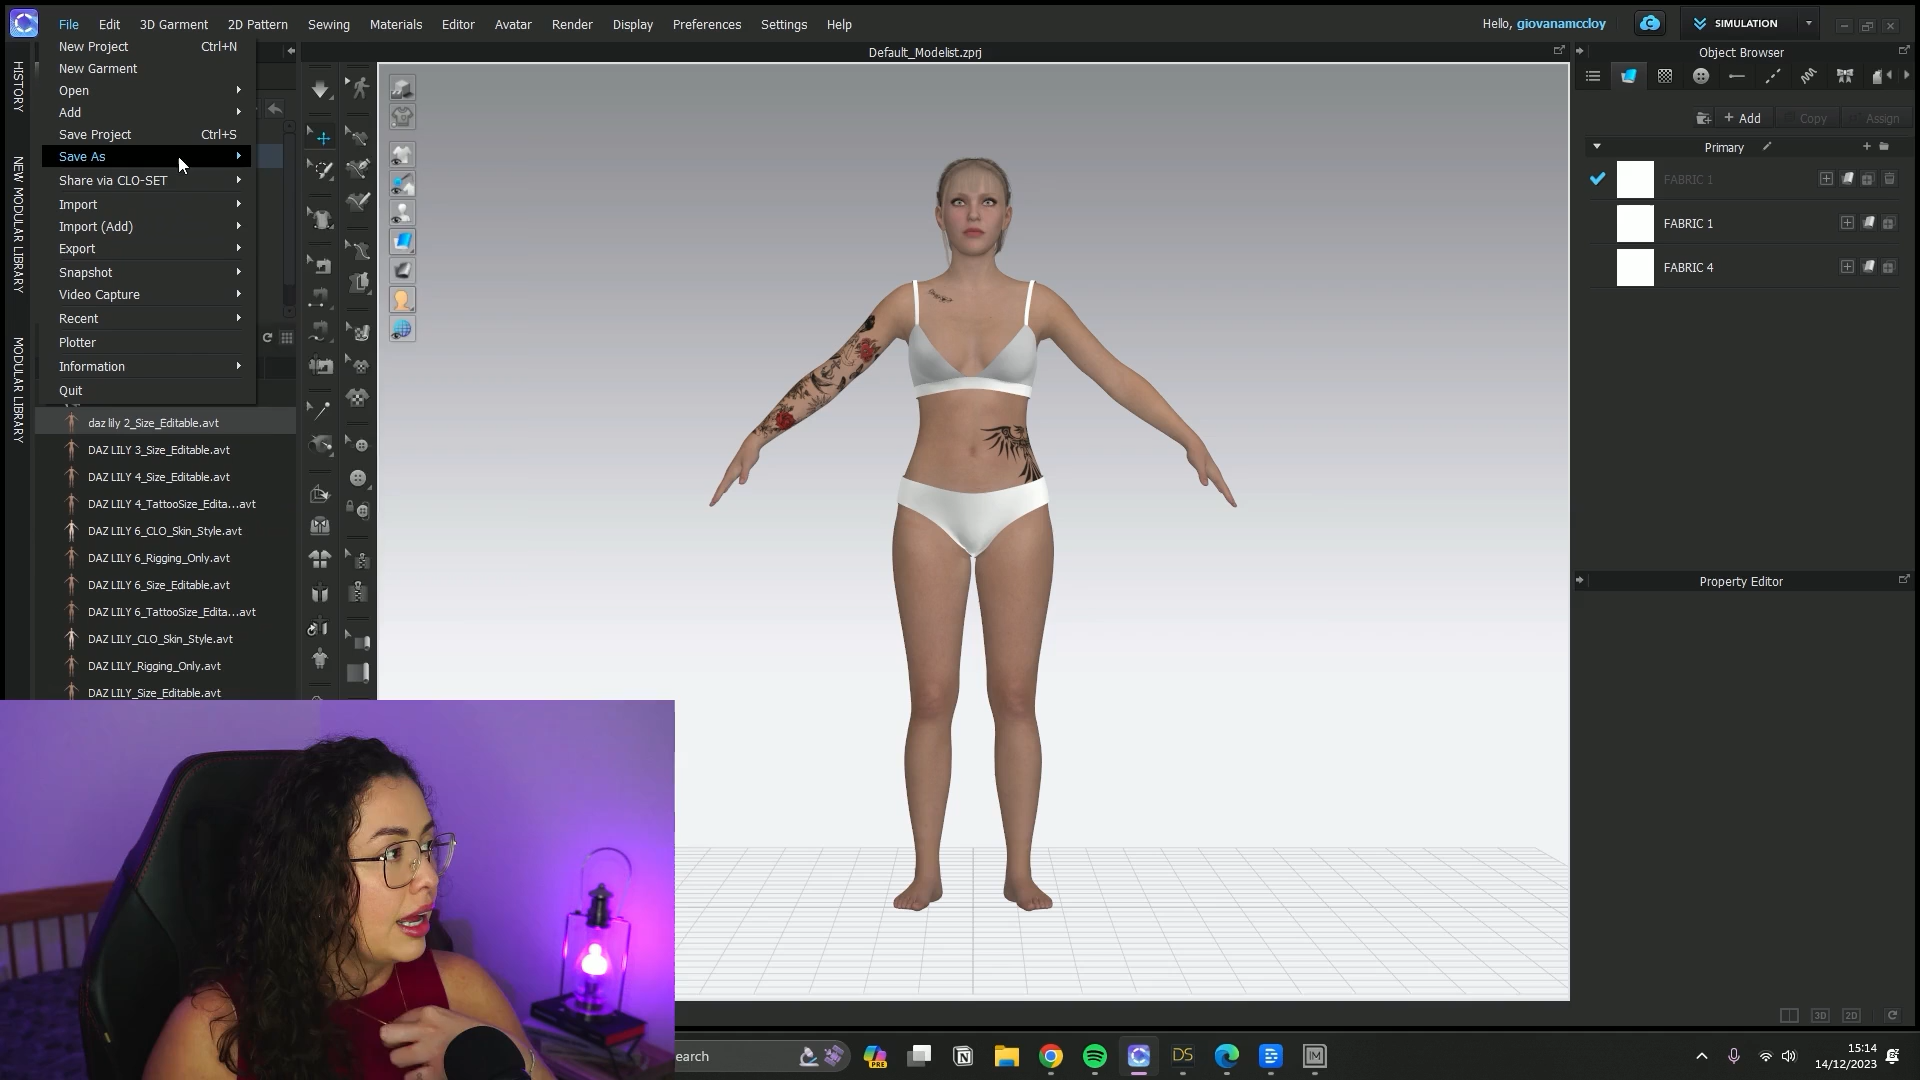 File Edit 3D Garment 2D Pattern Sewing Materials Editor Avatar Render Display Preferences Settings Help
Hello, giovanamccloy
SIMULATION
Default_Modelist.zprj
Object Browser
HISTORY
NEW MODULAR LIBRARY
MODULAR LIBRARY
New Project Ctrl+N
New Garment
Open
Add
Save Project Ctrl+S
Save As
Share via CLO-SET
Import
Import (Add)
Export
Snapshot
Video Capture
Recent
Plotter
Information
Quit
daz lily 2_Size_Editable.avt
DAZ LILY 3_Size_Editable.avt
DAZ LILY 4_Size_Editable.avt
DAZ LILY 4_TattooSize_Edita...avt
DAZ LILY 6_CLO_Skin_Style.avt
DAZ LILY 6_Rigging_Only.avt
DAZ LILY 6_Size_Editable.avt
DAZ LILY 6_TattooSize_Edita...avt
DAZ LILY_CLO_Skin_Style.avt
DAZ LILY_Rigging_Only.avt
DAZ LILY_Size_Editable.avt
+ Add Copy Assign
Primary
FABRIC 1
FABRIC 1
FABRIC 4
Property Editor
3D 2D
earch
PRE
DS
IM
15:14
14/12/2023